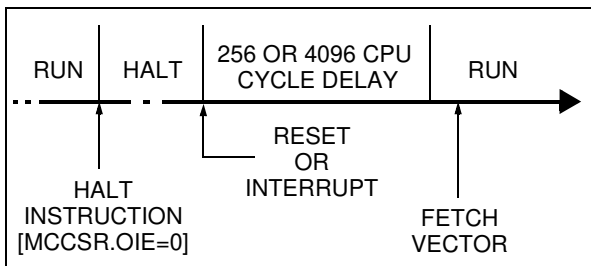 RUN
HALT
256 OR 4096 CPU
CYCLE DELAY
RUN
RESET
OR
INTERRUPT
HALT
INSTRUCTION
[MCCSR.OIE=0]
FETCH
VECTOR